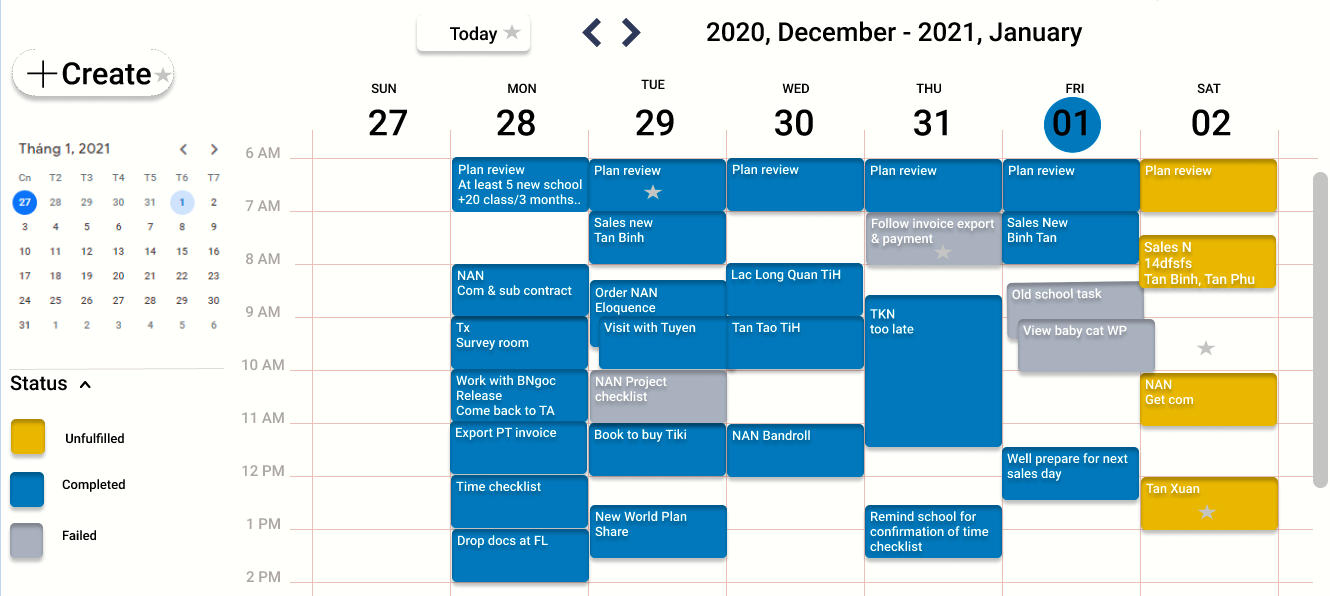 Today
2020, December - 2021, January
+Create
SUN
MON
TUE
WED
THU
FRI
SAT
27
28
29
30
31
01
02
Tháng 1, 2021
Cn T2 T3 T4 T5 T6 T7
27 28 29 30 31 1 2
3 4 5 6 7 8 9
10 11 12 13 14 15 16
17 18 19 20 21 22 23
24 25 26 27 28 29 30
31 1 2 3 4 5 6
Status
Unfulfilled
Completed
Failed
6 AM
7 AM
8 AM
9 AM
10 AM
11 AM
12 PM
1 PM
2 PM
Plan review
At least 5 new school
+20 class/3 months..
NAN
Com & sub contract
Tx
Survey room
Work with BNgoc
Release
Come back to TA
Export PT invoice
Time checklist
Drop docs at FL
Plan review
Sales new
Tan Binh
Order NAN
Eloquence
Visit with Tuyen
NAN Project
checklist
Book to buy Tiki
New World Plan
Share
Plan review
Lac Long Quan TiH
Tan Tao TiH
NAN Bandroll
Plan review
Follow invoice export
& payment
TKN
too late
Remind school for
confirmation of time
checklist
Plan review
Sales New
Binh Tan
Old school task
View baby cat WP
Well prepare for next
sales day
Plan review
Sales N
14dfsfs
Tan Binh, Tan Phu
NAN
Get com
Tan Xuan